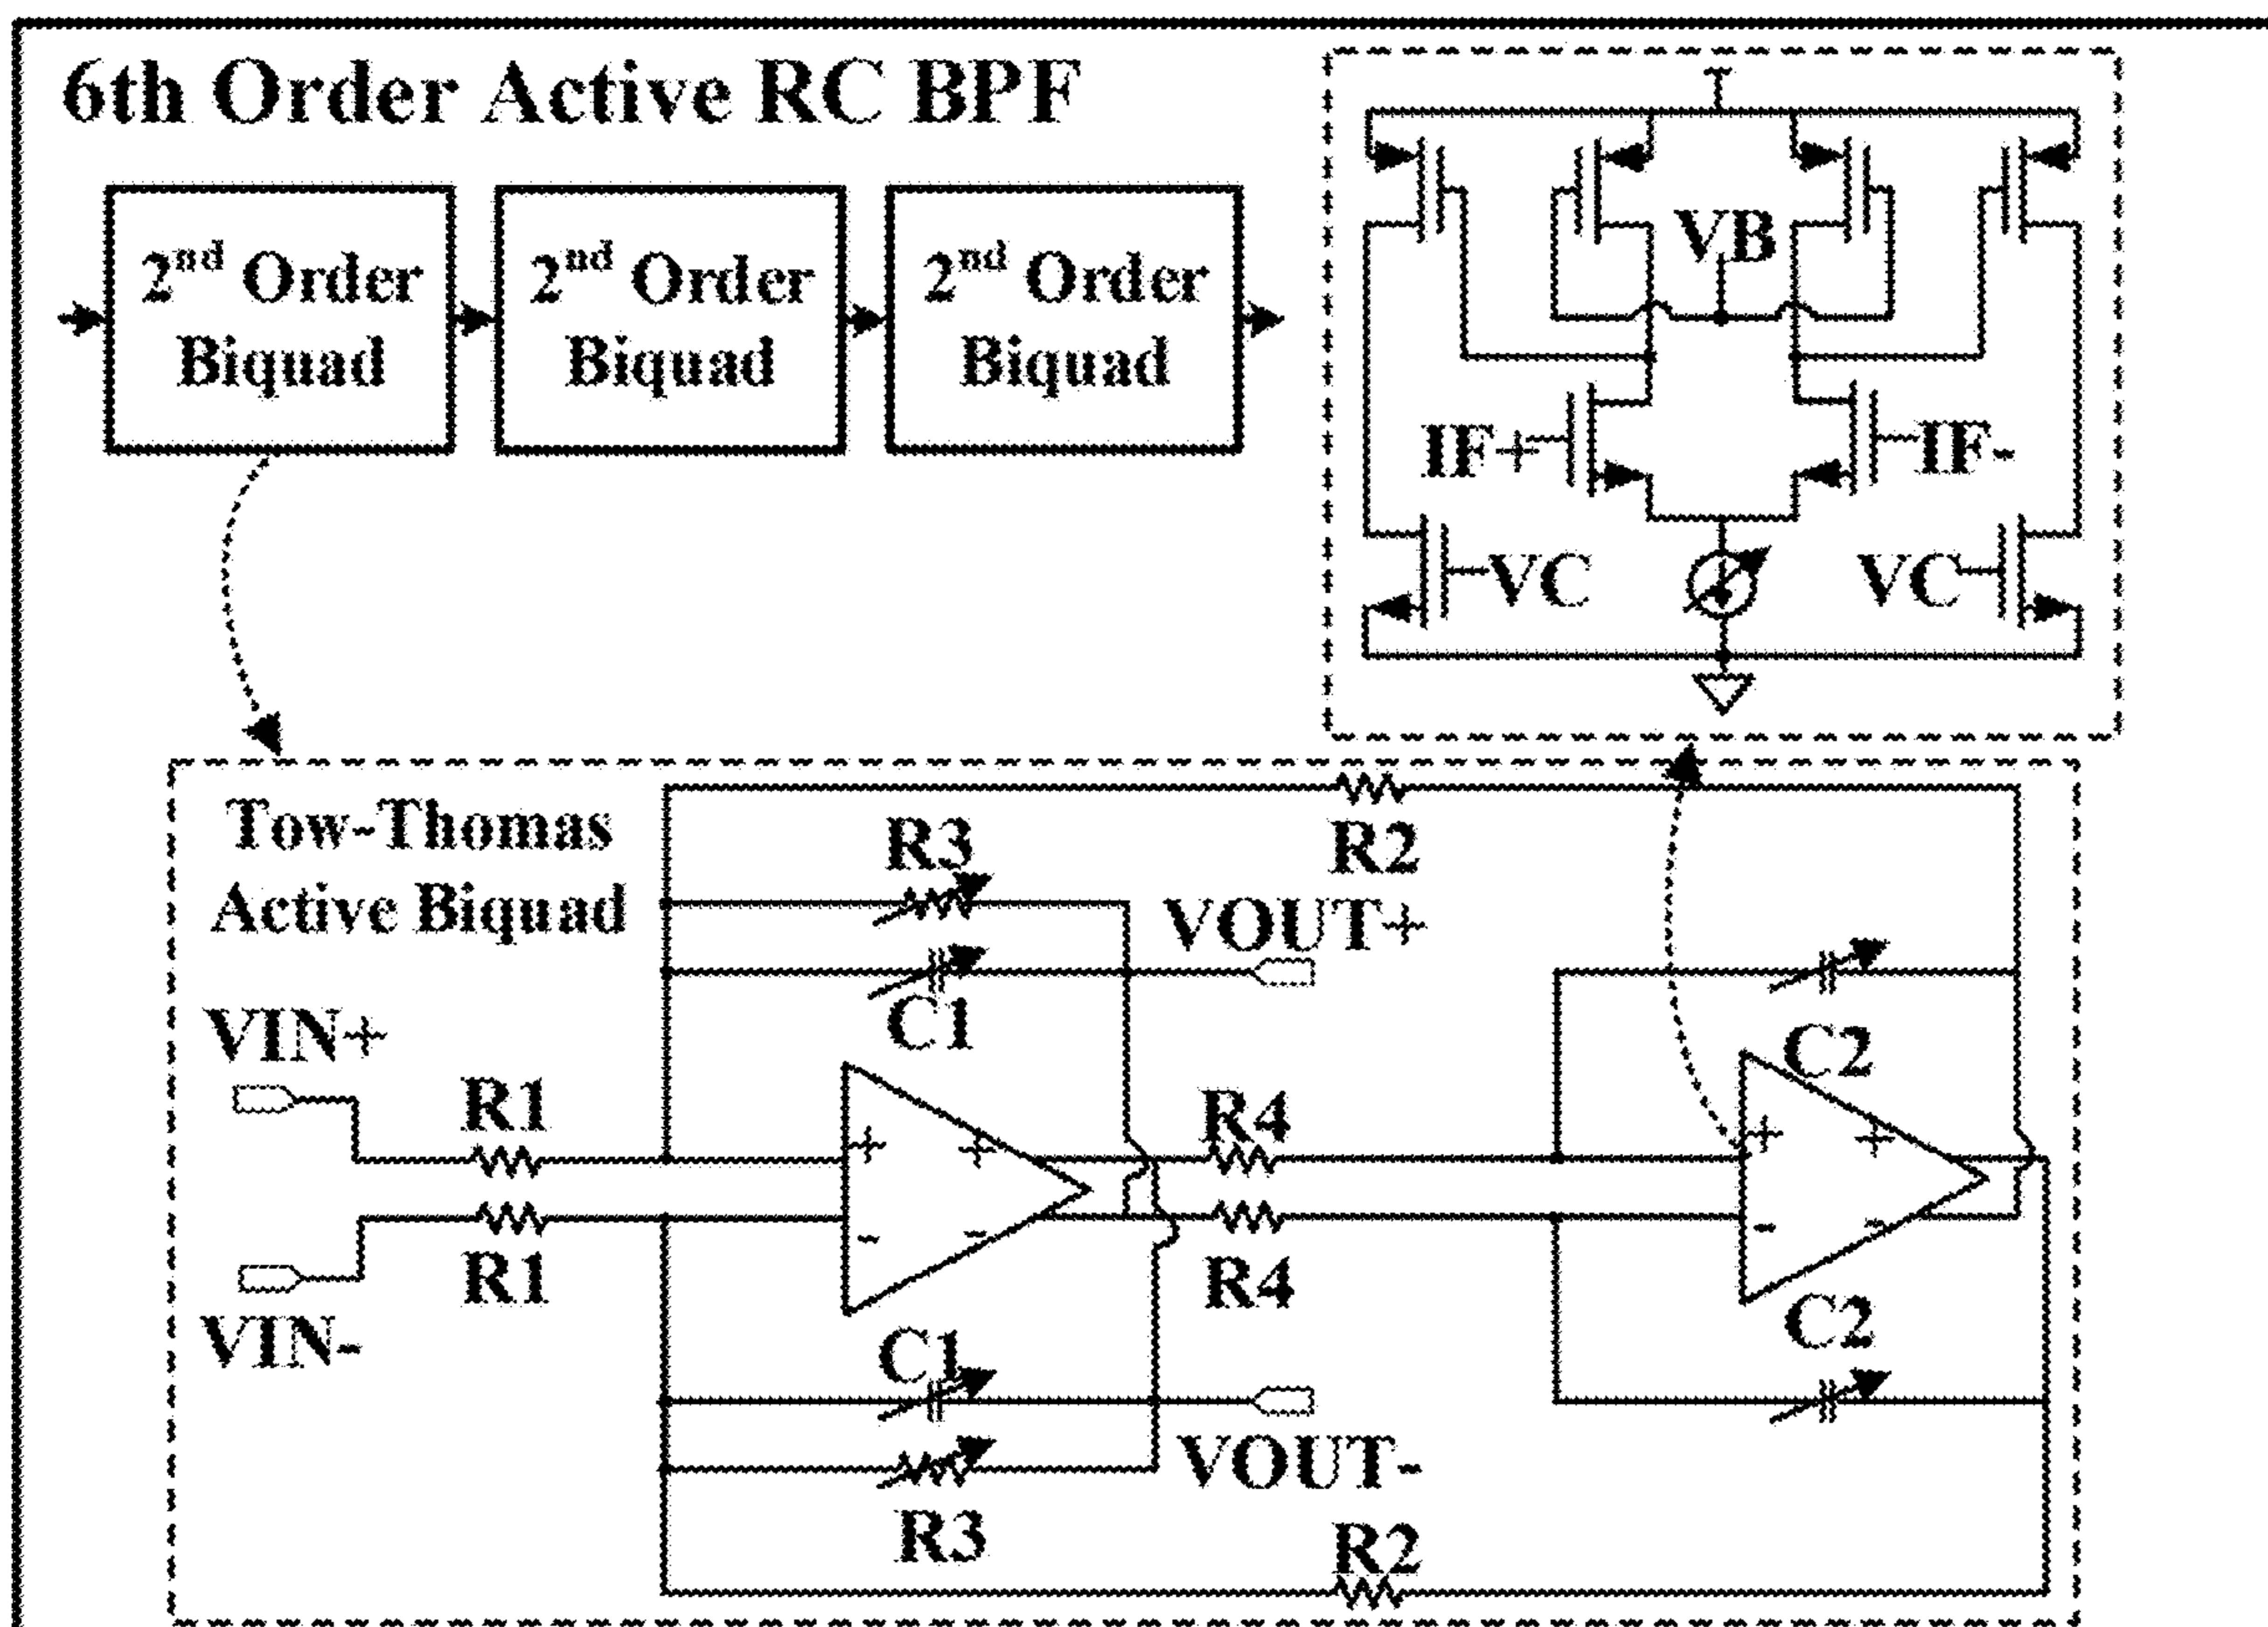 6th Order Active RC BPF
2nd Order
Biquad
2nd Order
Biquad
2nd Order
Biquad
VB
IF+
IF-
VC
VC
Tow-Thomas
Active Biquad
R2
R3
VOUT+
C1
VIN+
C2
R1
R4
+
+
+
+
-
-
-
-
R1
R4
VIN-
C2
C1
VOUT-
R3
R2